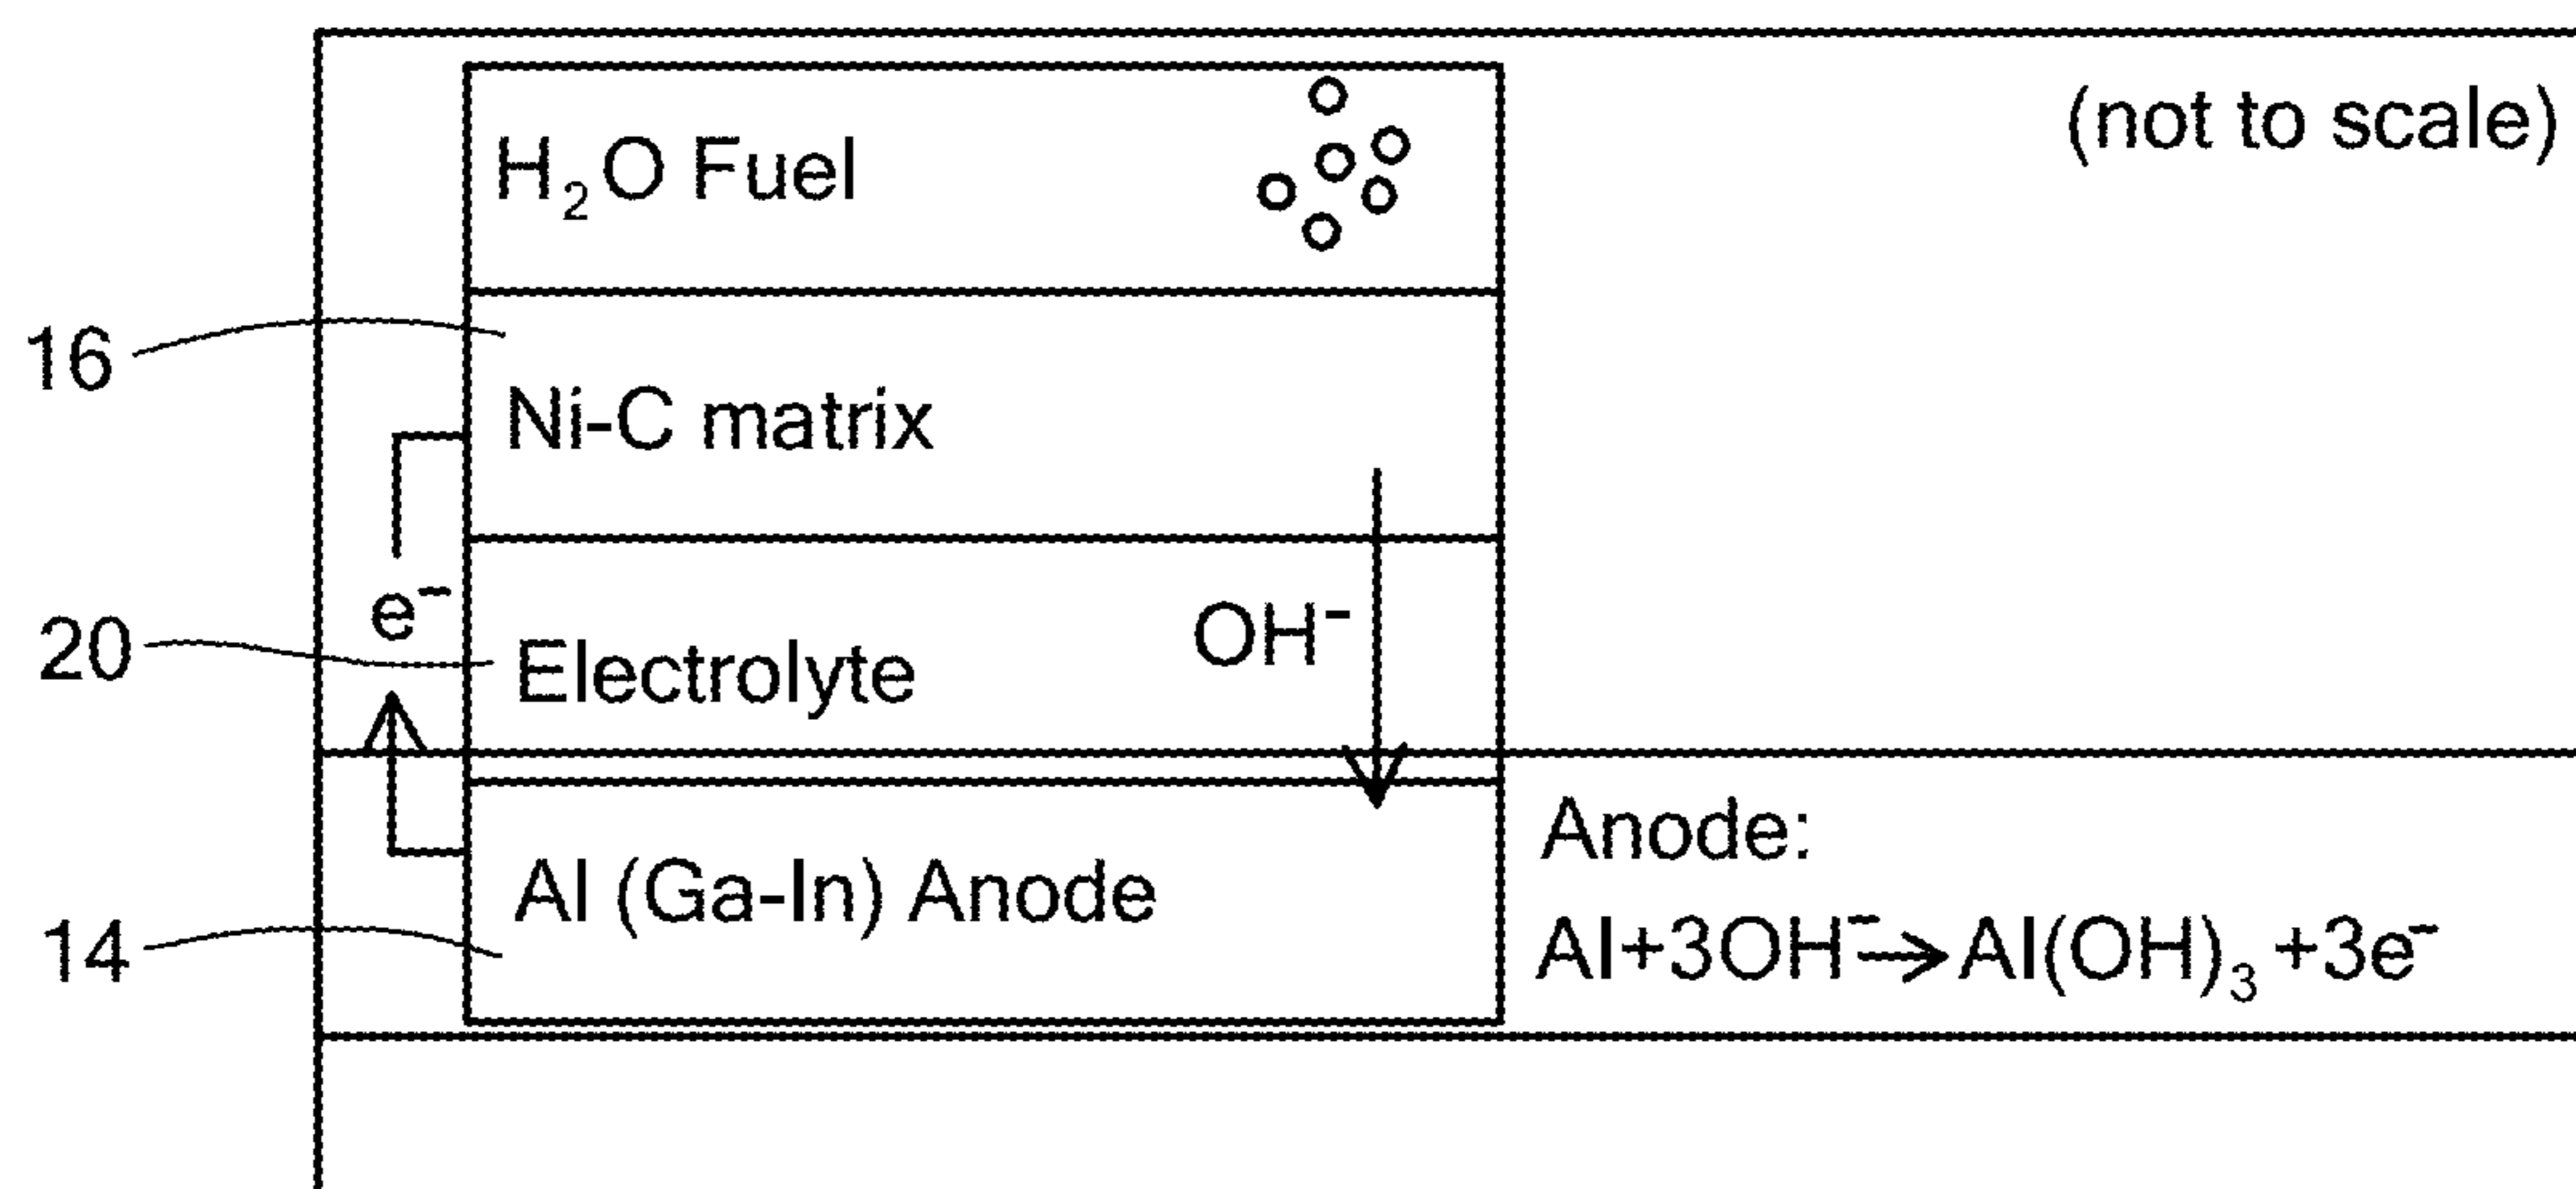 (not to scale)
H₂O Fuel
16
Ni-C matrix
e⁻
OH⁻
20
Electrolyte
Anode:
Al (Ga-In) Anode
14
Al+3OH⁻→Al(OH)₃+3e⁻